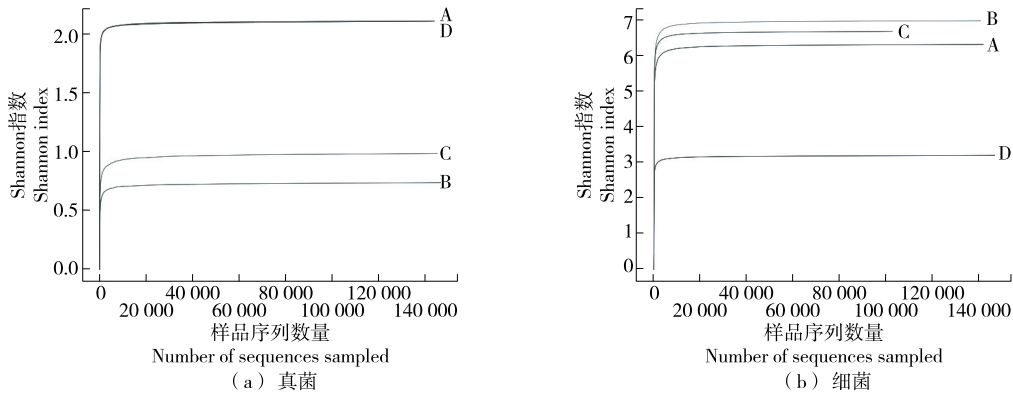 A
D
2.0
1.5
C
1.0
B
0.5
0.0
Shannon指数
Shannon index
0 40 000 80 000 120 000
20 000 60 000 100 000 140 000
样品序列数量
Number of sequences sampled
(a)真菌
7
B
C
6
A
5
4
D
3
2
1
0
Shannon指数
Shannon index
0 40 000 80 000 120 000
20 000 60 000 100 000 140 000
样品序列数量
Number of sequences sampled
(b)细菌